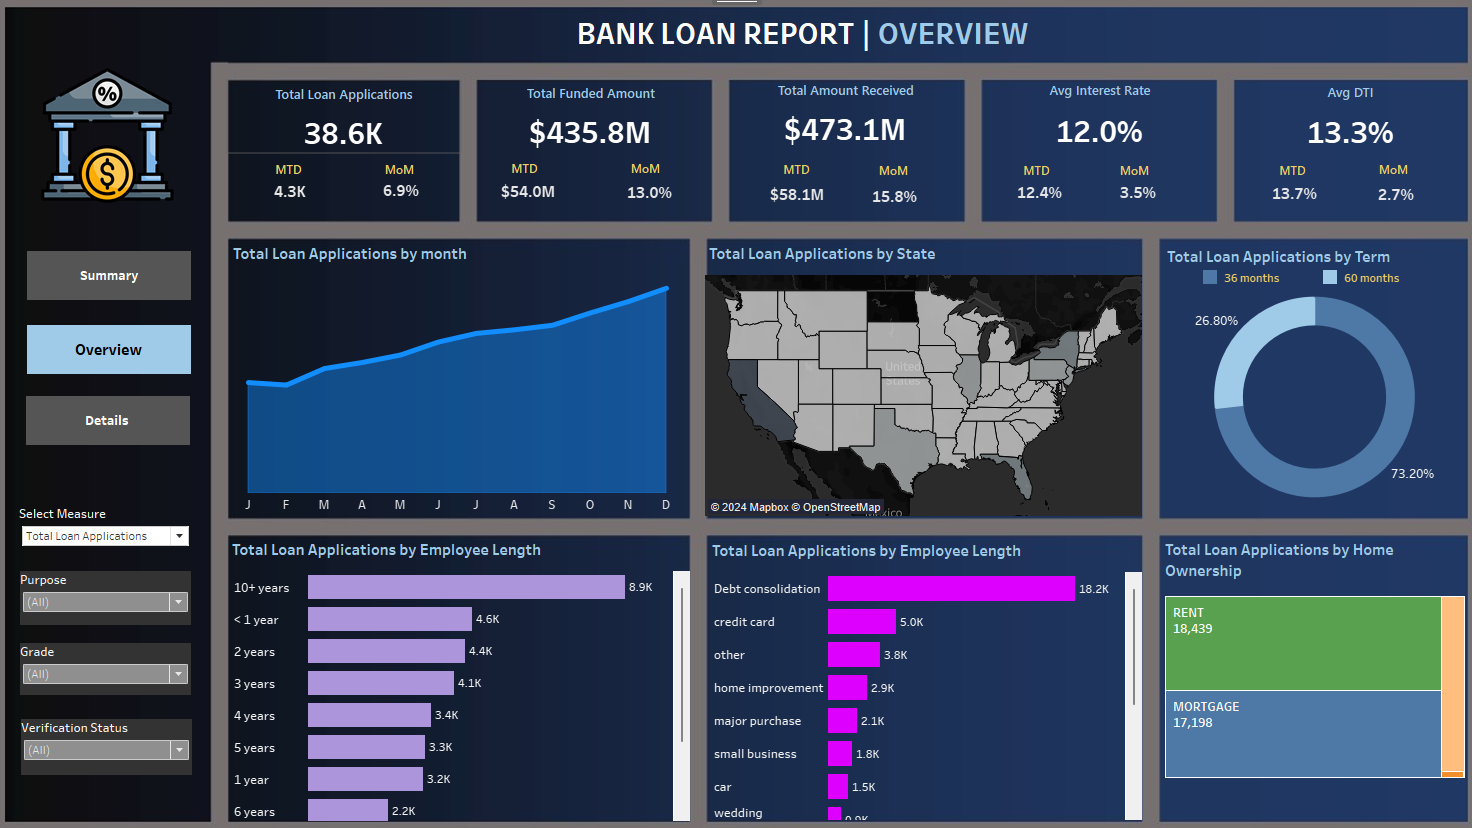 BANK LOAN REPORT | OVERVIEW
%
$
Summary
Overview
Details
Select Measure
Total Loan Applications
Purpose
(All)
Grade
(All)
Verification Status
(All)
Total Loan Applications
38.6K
MTD MoM
4.3K 6.9%
Total Funded Amount
$435.8M
MTD MoM
$54.0M 13.0%
Total Amount Received
$473.1M
MTD MoM
$58.1M 15.8%
Avg Interest Rate
12.0%
MTD MoM
12.4% 3.5%
Avg DTI
13.3%
MTD MoM
13.7% 2.7%
Total Loan Applications by month
J F M A M J J A S O N D
Total Loan Applications by State
United
States
© 2024 Mapbox © OpenStreetMap
Total Loan Applications by Term
36 months 60 months
26.80%
73.20%
Total Loan Applications by Employee Length
10+ years 8.9K
< 1 year 4.6K
2 years 4.4K
3 years 4.1K
4 years 3.4K
5 years 3.3K
1 year 3.2K
6 years 2.2K
Total Loan Applications by Employee Length
Debt consolidation 18.2K
credit card 5.0K
other 3.8K
home improvement 2.9K
major purchase 2.1K
small business 1.8K
car 1.5K
wedding 0.9K
Total Loan Applications by Home
Ownership
RENT
18,439
MORTGAGE
17,198